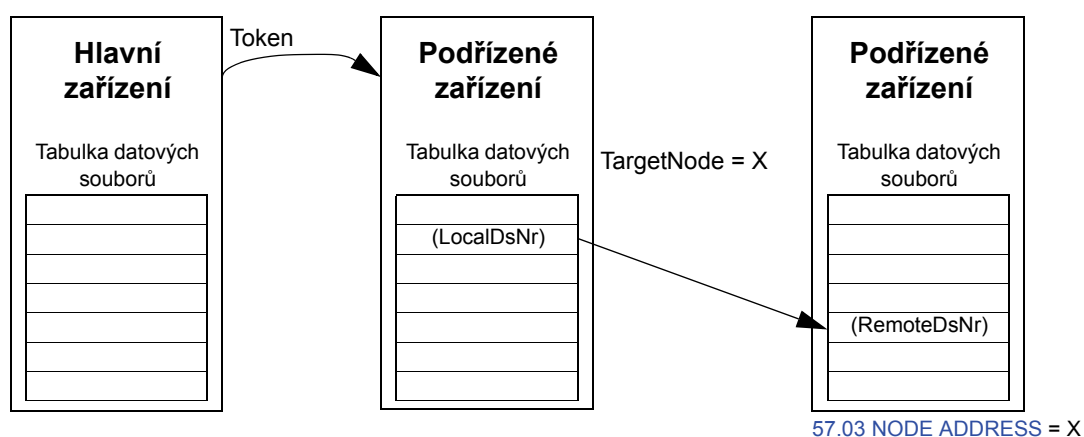 Hlavní
zařízení
Tabulka datových
souborů
Token
Podřízené
zařízení
Tabulka datových
souborů
(LocalDsNr)
TargetNode = X
Podřízené
zařízení
Tabulka datových
souborů
(RemoteDsNr)
57.03 NODE ADDRESS = X